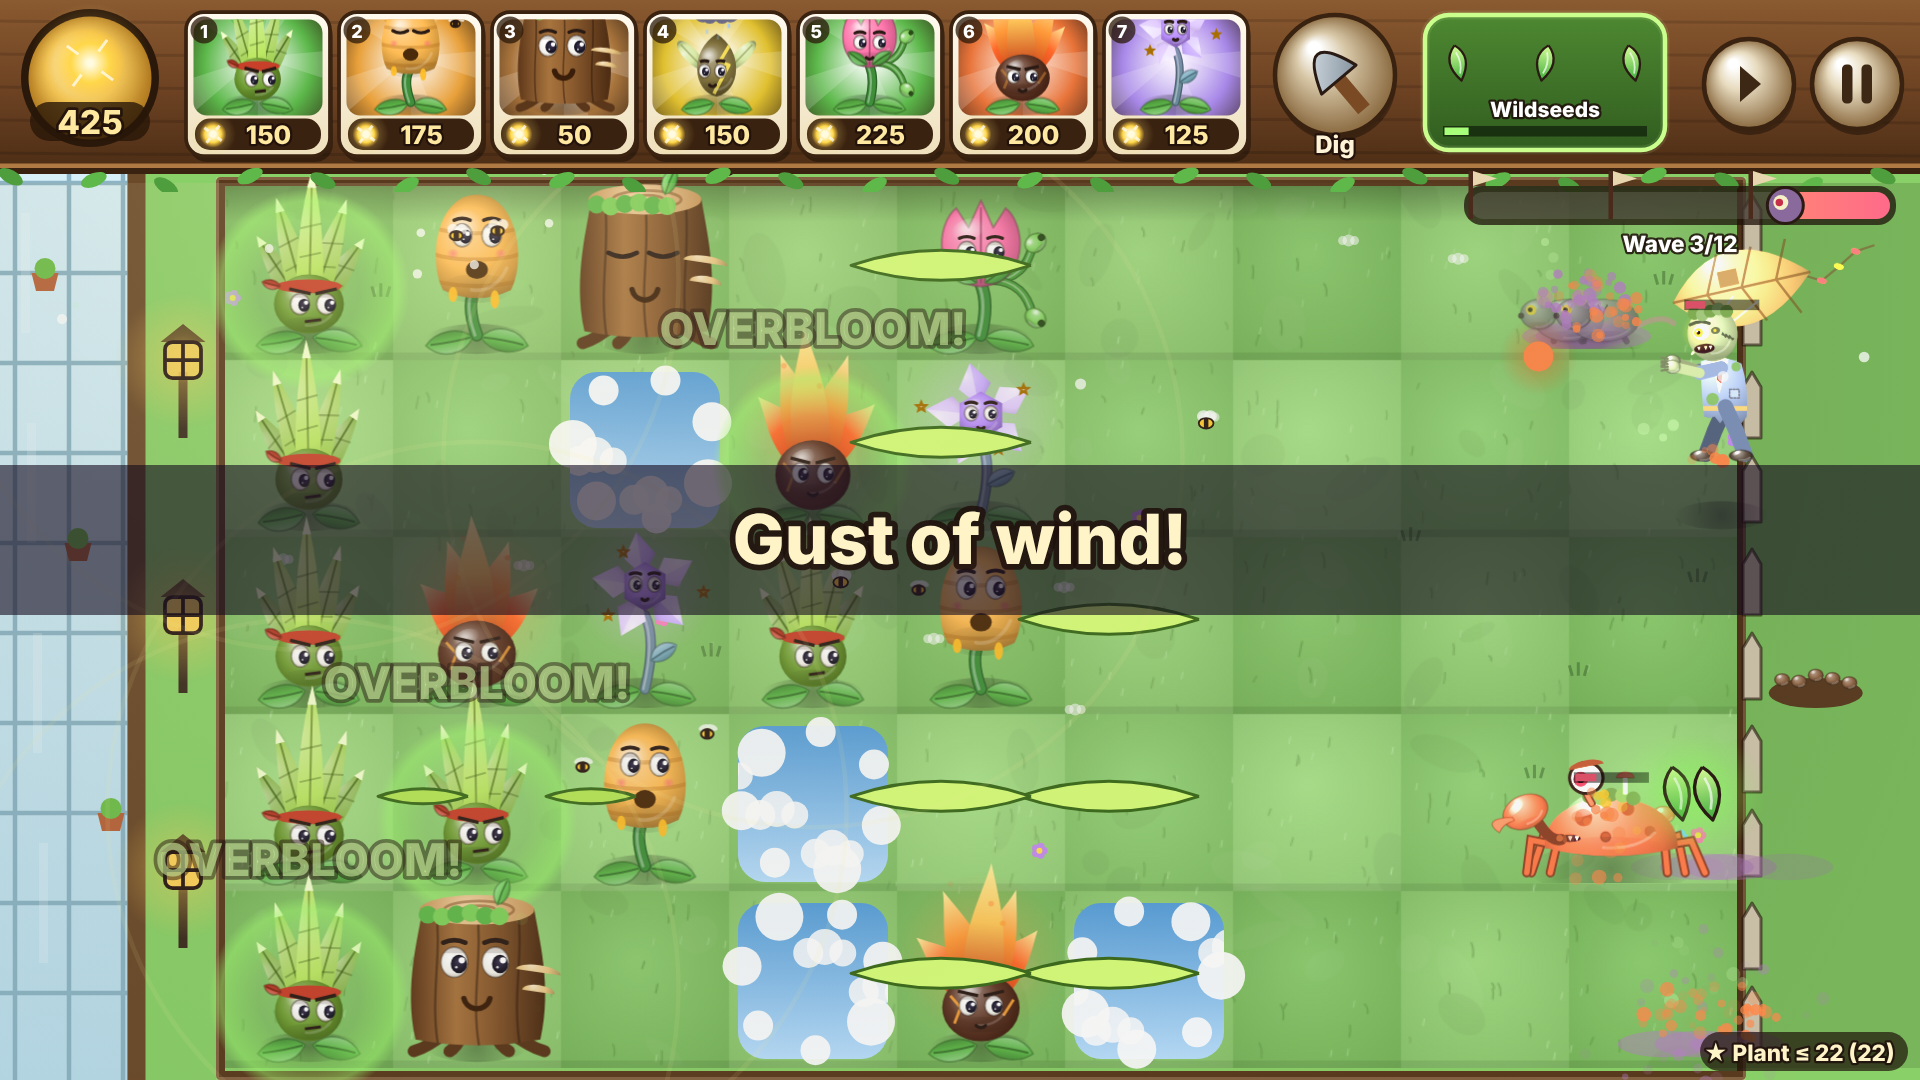 425
1
150
2
175
3
50
4
150
5
225
6
200
7
125
Dig
Wildseeds
Wave 3/12
OVERBLOOM!
Gust of wind!
OVERBLOOM!
OVERBLOOM!
★ Plant ≤ 22 (22)